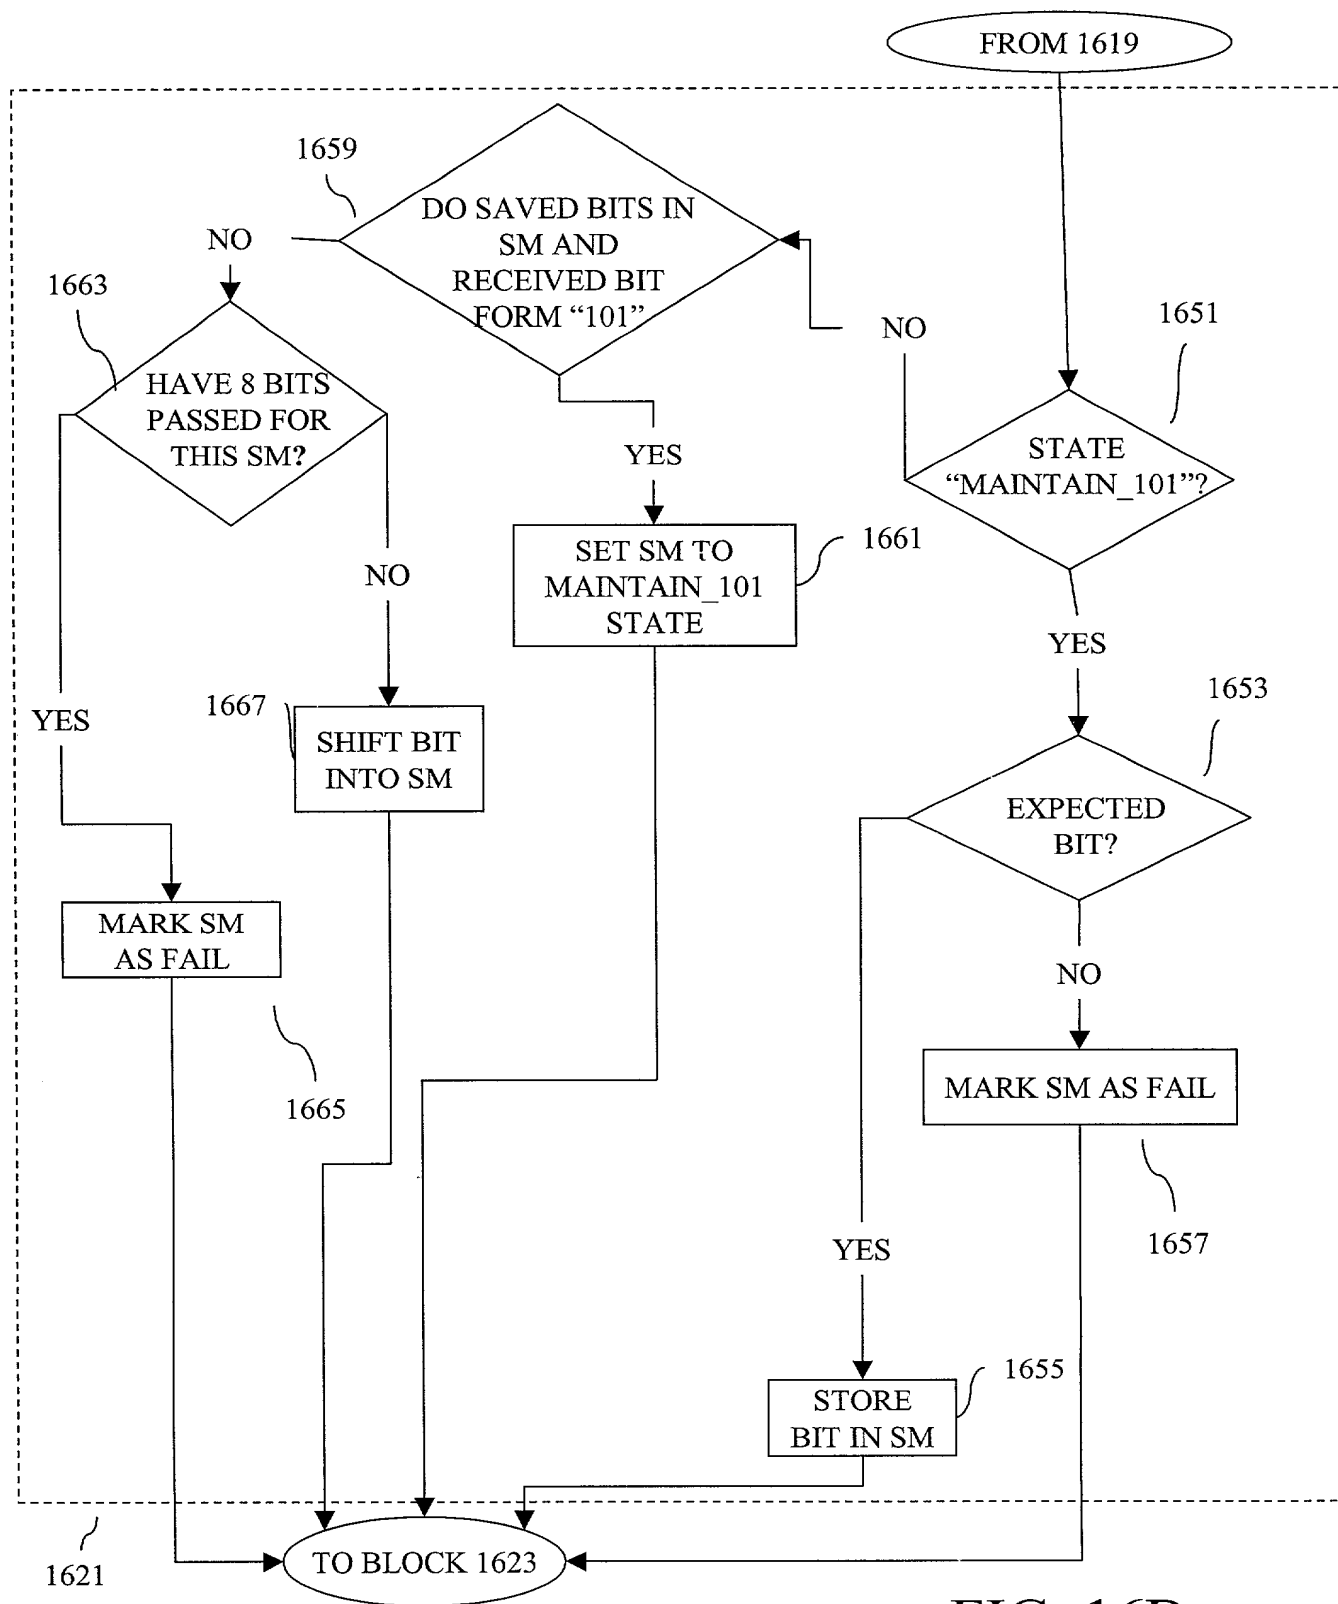 FROM 1619
1659
DO SAVED BITS IN
SM AND
RECEIVED BIT
FORM “101”
NO
1663
HAVE 8 BITS
PASSED FOR
THIS SM?
NO
1651
STATE
“MAINTAIN_101”?
YES
SET SM TO
MAINTAIN_101
STATE
1661
NO
YES
1653
EXPECTED
BIT?
YES
1667
SHIFT BIT
INTO SM
MARK SM
AS FAIL
1665
NO
MARK SM AS FAIL
1657
YES
1655
STORE
BIT IN SM
1621
TO BLOCK 1623